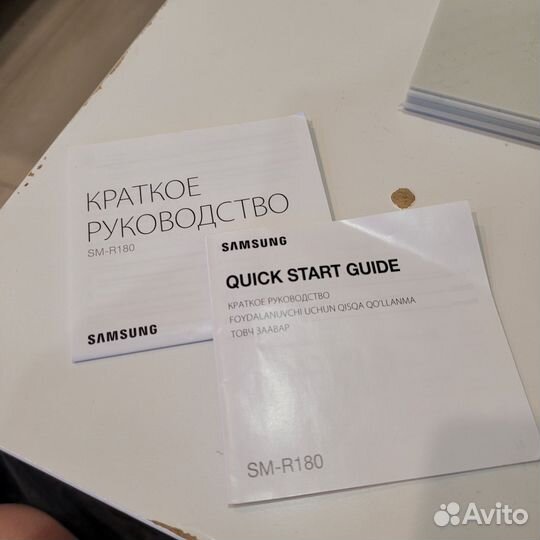 КРАТКОЕ
РУКОВОДСТВО
SM-R180
SAMSUNG
SAMSUNG
QUICK START GUIDE
КРАТКОЕ РУКОВОДСТВО
FOYDALANUVCHI UCHUN QISQA QO'LLANMA
ТОВЧ ЗААВАР
SM-R180
Avito